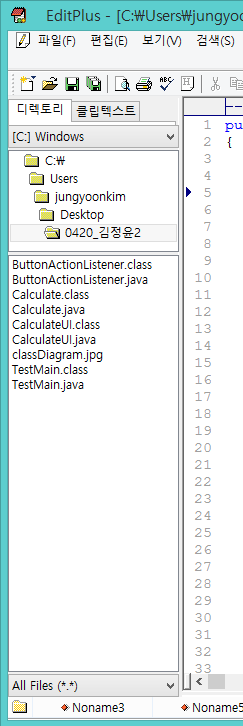 EditPlus - [C:₩Users₩jungyoo
파일(F) 편집(E) 보기(V) 검색(S)
디렉토리 클립텍스트
[C:] Windows
C:₩
Users
jungyoonkim
Desktop
0420_김정윤2
ButtonActionListener.class
ButtonActionListener.java
Calculate.class
Calculate.java
CalculateUI.class
CalculateUI.java
classDiagram.jpg
TestMain.class
TestMain.java
All Files (*.*)
Noname3 Noname5
----
1 pu
2 {
3
4
5
6
7
8
9
10
11
12
13
14
15
16
17
18
19
20
21
22
23
24
25
26
27
28
29
30
31
32
33